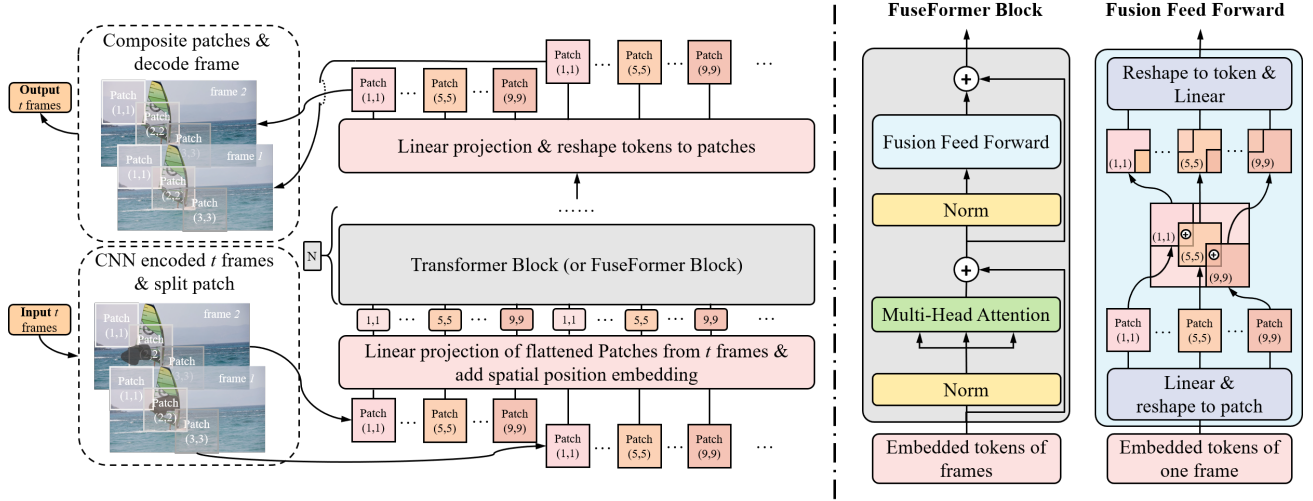 Composite patches &
decode frame
Output
t frames
Patch
(1,1)
frame 2
Patch
(2,2)
Patch
3,3)
Patch
(1,1)
frame 1
Patch
(2,2)
Patch
(3,3)
CNN encoded t frames
& split patch
Input t
frames
Patch
(1,1)
frame 2
Patch
2)
Patch
Patch
(1,1)
frame 1
Patch
(2,2)
Patch
(3,3)
Patch
(1,1)
...
Patch
(5,5)
...
Patch
(9,9)
Patch
(1,1)
...
Patch
(5,5)
...
Patch
(9,9)
...
Linear projection & reshape tokens to patches
......
N
Transformer Block (or FuseFormer Block)
1,1 ... 5,5 ... 9,9 1,1 ... 5,5 ... 9,9 ...
Linear projection of flattened Patches from t frames &
add spatial position embedding
Patch
(1,1)
...
Patch
(5,5)
...
Patch
(9,9)
Patch
(1,1)
...
Patch
(5,5)
...
Patch
(9,9)
...
FuseFormer Block
+
Fusion Feed Forward
Norm
+
Multi-Head Attention
Norm
Embedded tokens of
frames
Fusion Feed Forward
Reshape to token &
Linear
(1,1) ... (5,5) ... (9,9)
(1,1)
+
(5,5)
+
(9,9)
Patch
(1,1)
...
Patch
(5,5)
...
Patch
(9,9)
Linear &
reshape to patch
Embedded tokens of
one frame